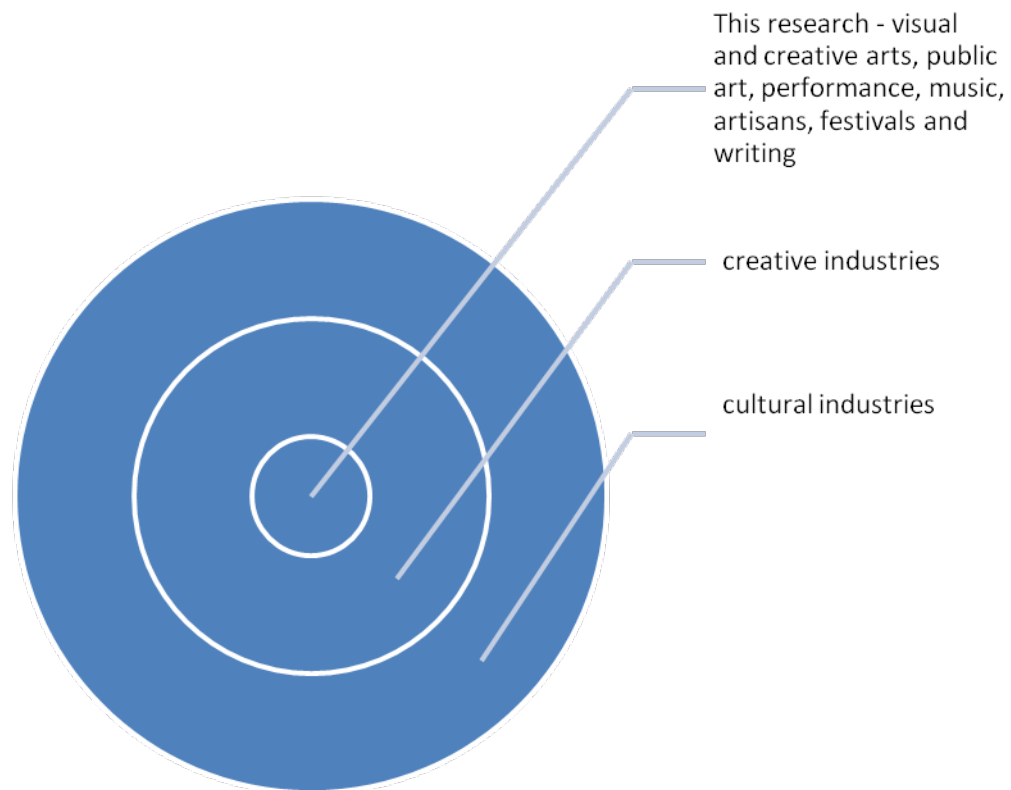 This research - visual
and creative arts, public
art, performance, music,
artisans, festivals and
writing
creative industries
cultural industries